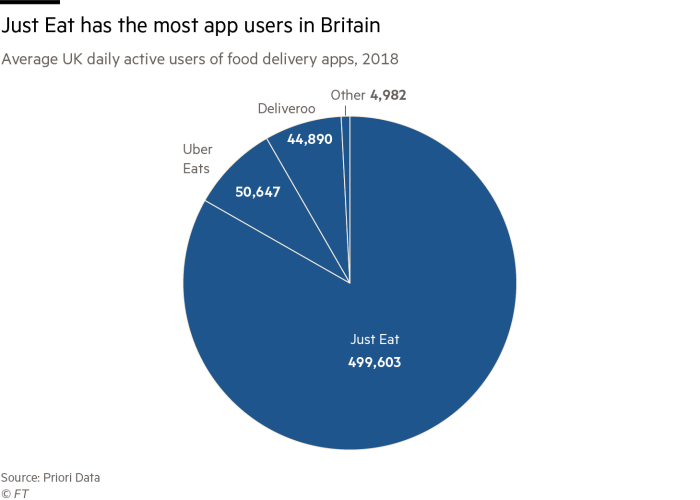 Just Eat has the most app users in Britain
Average UK daily active users of food delivery apps, 2018
Other 4,982
Deliveroo
44,890
Uber
Eats
50,647
Just Eat
499,603
Source: Priori Data
© FT